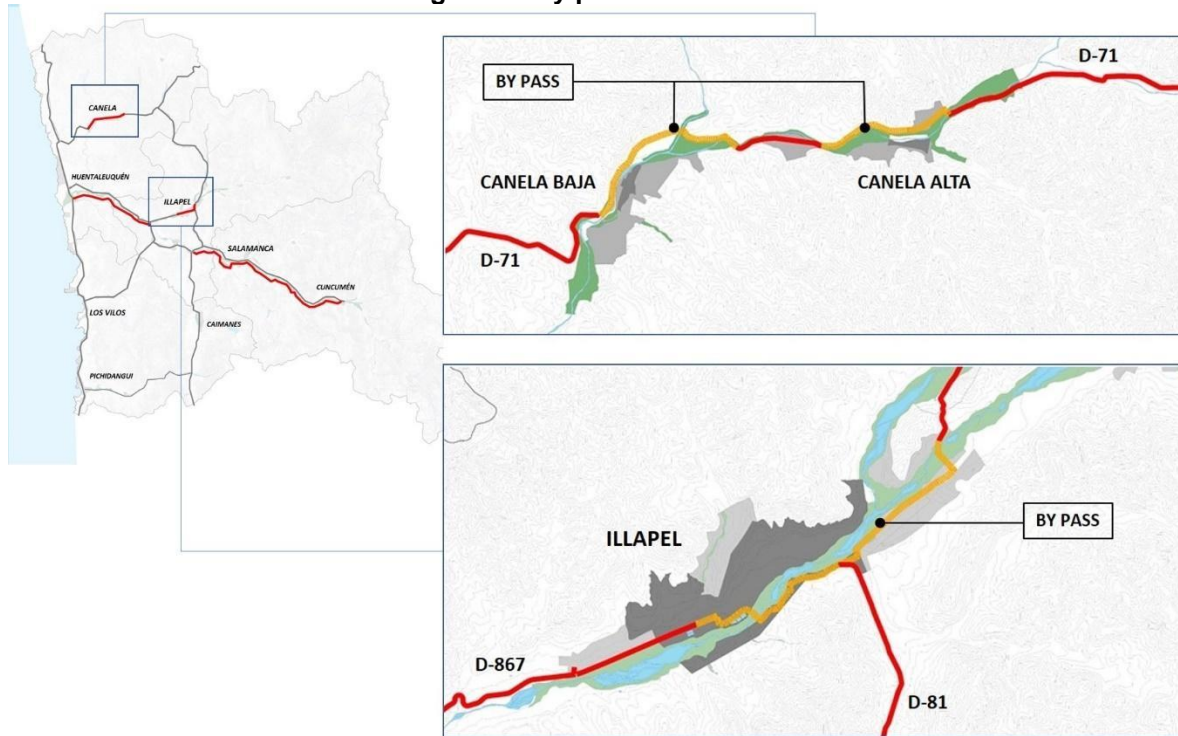 CANELA
HUENTALEUQUÉN
ILLAPEL
SALAMANCA
CUNCUMÉN
LOS VILOS
CAIMANES
PICHIDANGUI
D-71
BY PASS
CANELA BAJA
CANELA ALTA
D-71
ILLAPEL
BY PASS
D-867
D-81